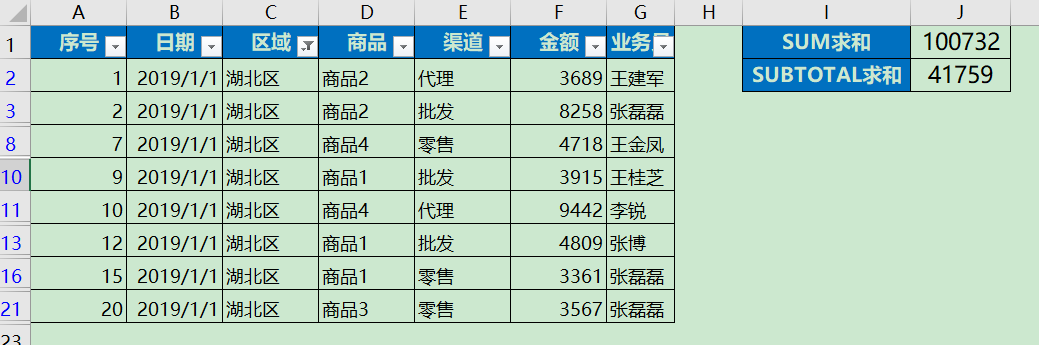 A B C D E F G H I J
1 序号 日期 区域 商品 渠道 金额 业务员 SUM求和 100732
2 1 2019/1/1 湖北区 商品2 代理 3689 王建军 SUBTOTAL求和 41759
3 2 2019/1/1 湖北区 商品2 批发 8258 张磊磊
8 7 2019/1/1 湖北区 商品4 零售 4718 王金凤
10 9 2019/1/1 湖北区 商品1 批发 3915 王桂芝
11 10 2019/1/1 湖北区 商品4 代理 9442 李锐
13 12 2019/1/1 湖北区 商品1 批发 4809 张博
16 15 2019/1/1 湖北区 商品1 零售 3361 张磊磊
21 20 2019/1/1 湖北区 商品3 零售 3567 张磊磊
23